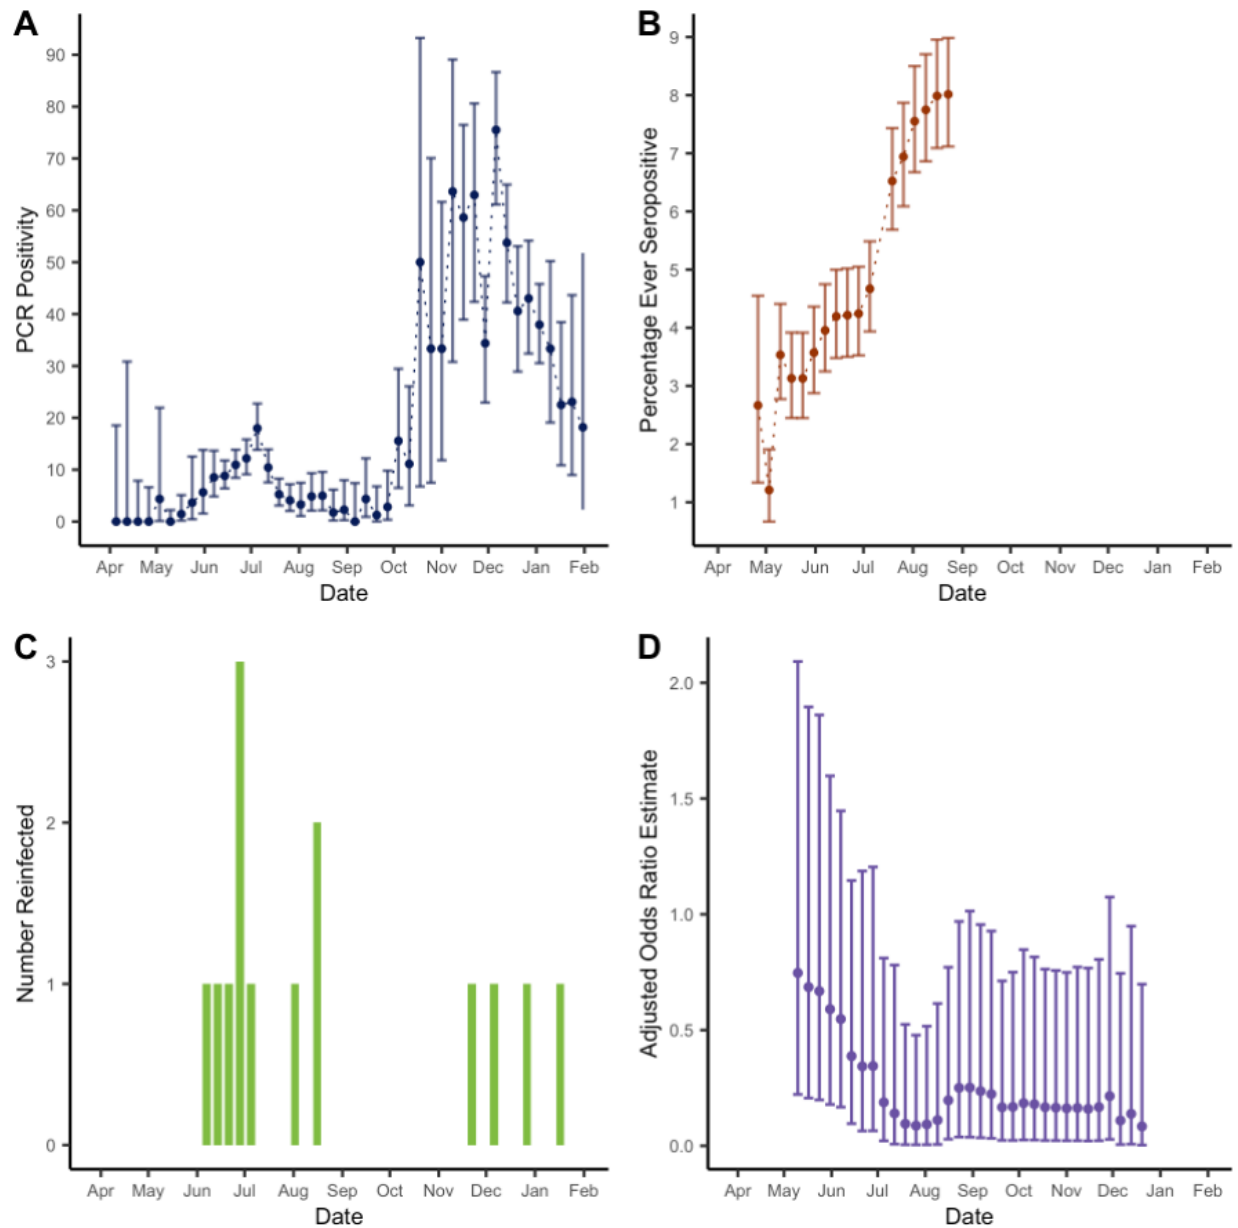 A
PCR Positivity
90
80
70
60
50
40
30
20
10
0
Apr May Jun Jul Aug Sep Oct Nov Dec Jan Feb
Date
B
Percentage Ever Seropositive
9
8
7
6
5
4
3
2
1
Apr May Jun Jul Aug Sep Oct Nov Dec Jan Feb
Date
C
Number Reinfected
3
2
1
0
Apr May Jun Jul Aug Sep Oct Nov Dec Jan Feb
Date
D
Adjusted Odds Ratio Estimate
2.0
1.5
1.0
0.5
0.0
Apr May Jun Jul Aug Sep Oct Nov Dec Jan Feb
Date